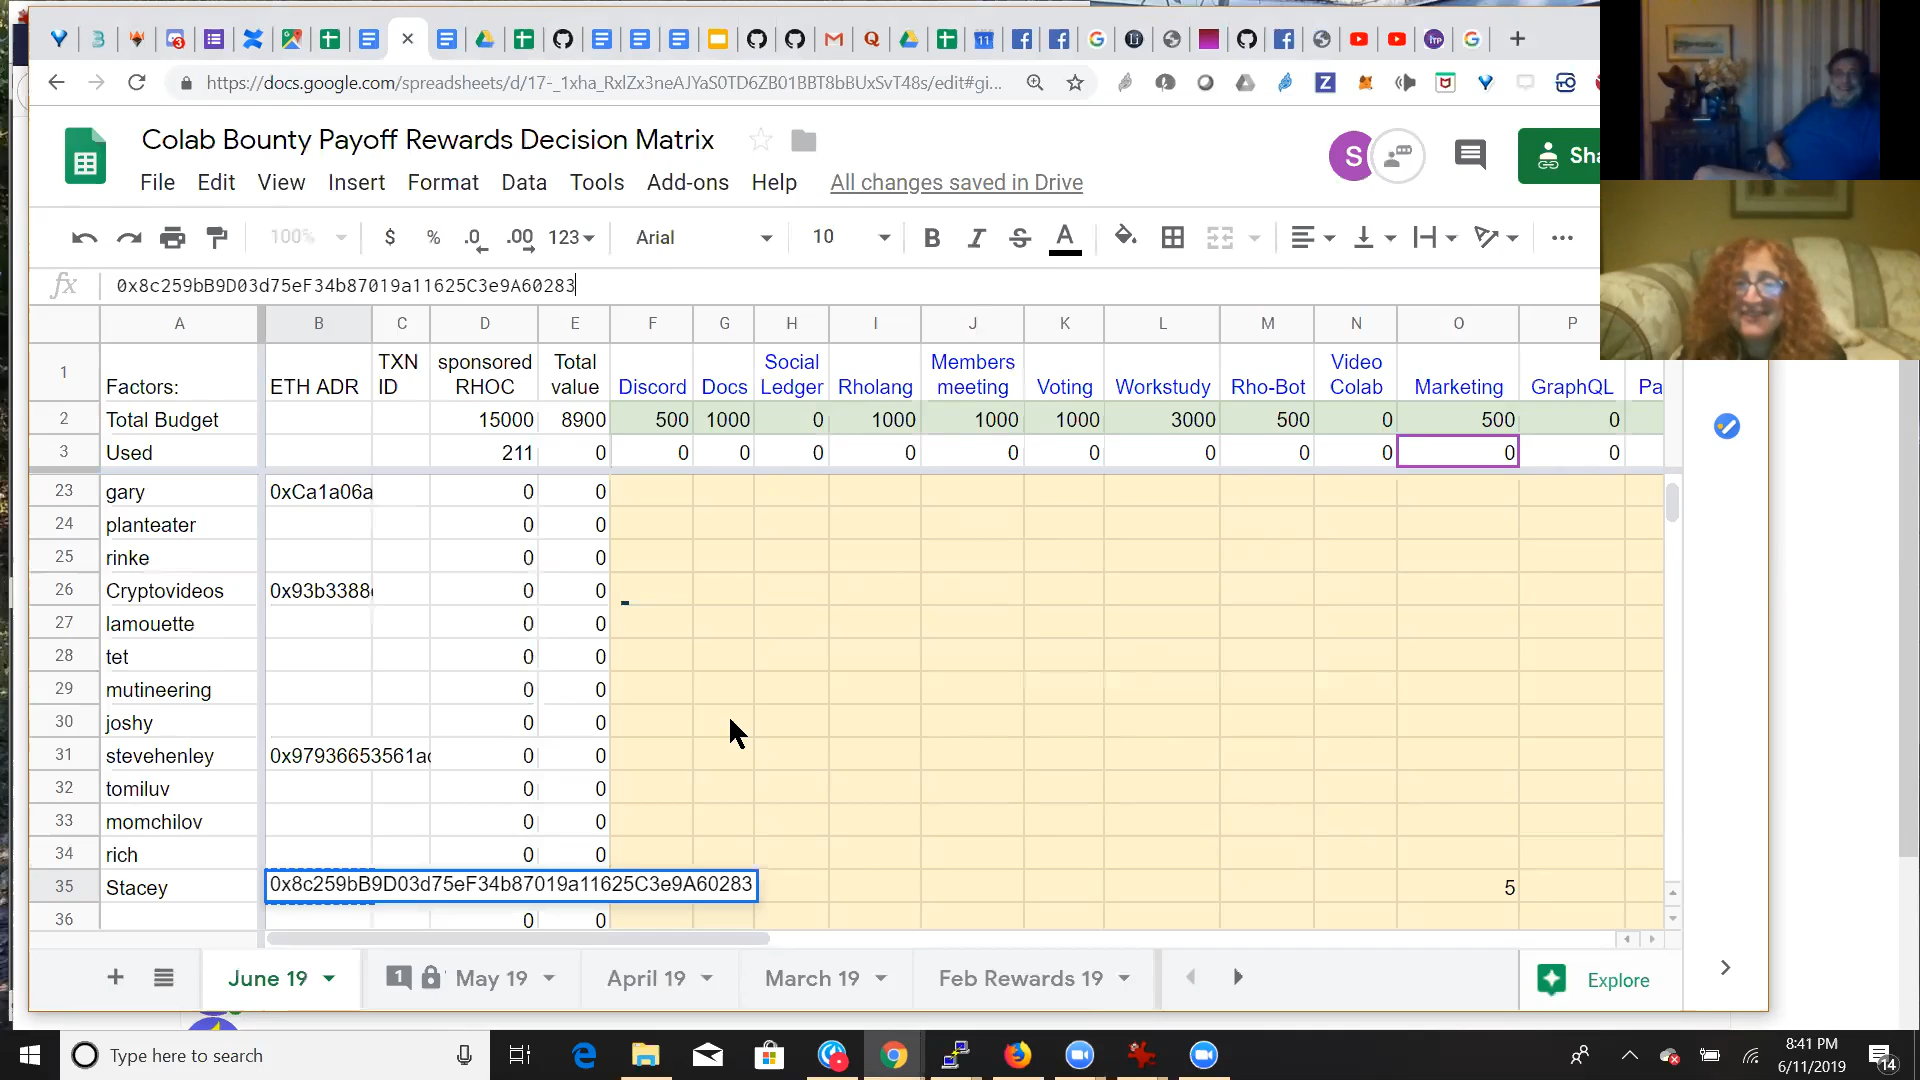 https://docs.google.com/spreadsheets/d/17-_1xha_RxlZx3neAJYaS0TD6ZB01BBT8bBUxSvT48s/edit#gi...
Colab Bounty Payoff Rewards Decision Matrix
S
Sha
File Edit View Insert Format Data Tools Add-ons Help All changes saved in Drive
100% $ % .0 .00 123 Arial 10 B I S A
fx 0x8c259bB9D03d75eF34b87019a11625C3e9A60283
A B C D E F G H I J K L M N O P
1 Factors: ETH ADR TXN ID sponsored RHOC Total value Discord Docs Social Ledger Rholang Members meeting Voting Workstudy Rho-Bot Video Colab Marketing GraphQL Pa
2 Total Budget 15000 8900 500 1000 0 1000 1000 1000 3000 500 0 500 0
3 Used 211 0 0 0 0 0 0 0 0 0 0 0 0
23 gary 0xCa1a06a 0 0
24 planteater 0 0
25 rinke 0 0
26 Cryptovideos 0x93b3388 0 0
27 lamouette 0 0
28 tet 0 0
29 mutineering 0 0
30 joshy 0 0
31 stevehenley 0x97936653561a 0 0
32 tomiluv 0 0
33 momchilov 0 0
34 rich 0 0
35 Stacey 0x8c259bB9D03d75eF34b87019a11625C3e9A60283 5
36 0 0
June 19 1 May 19 April 19 March 19 Feb Rewards 19 Explore
Type here to search
8:41 PM
6/11/2019
14